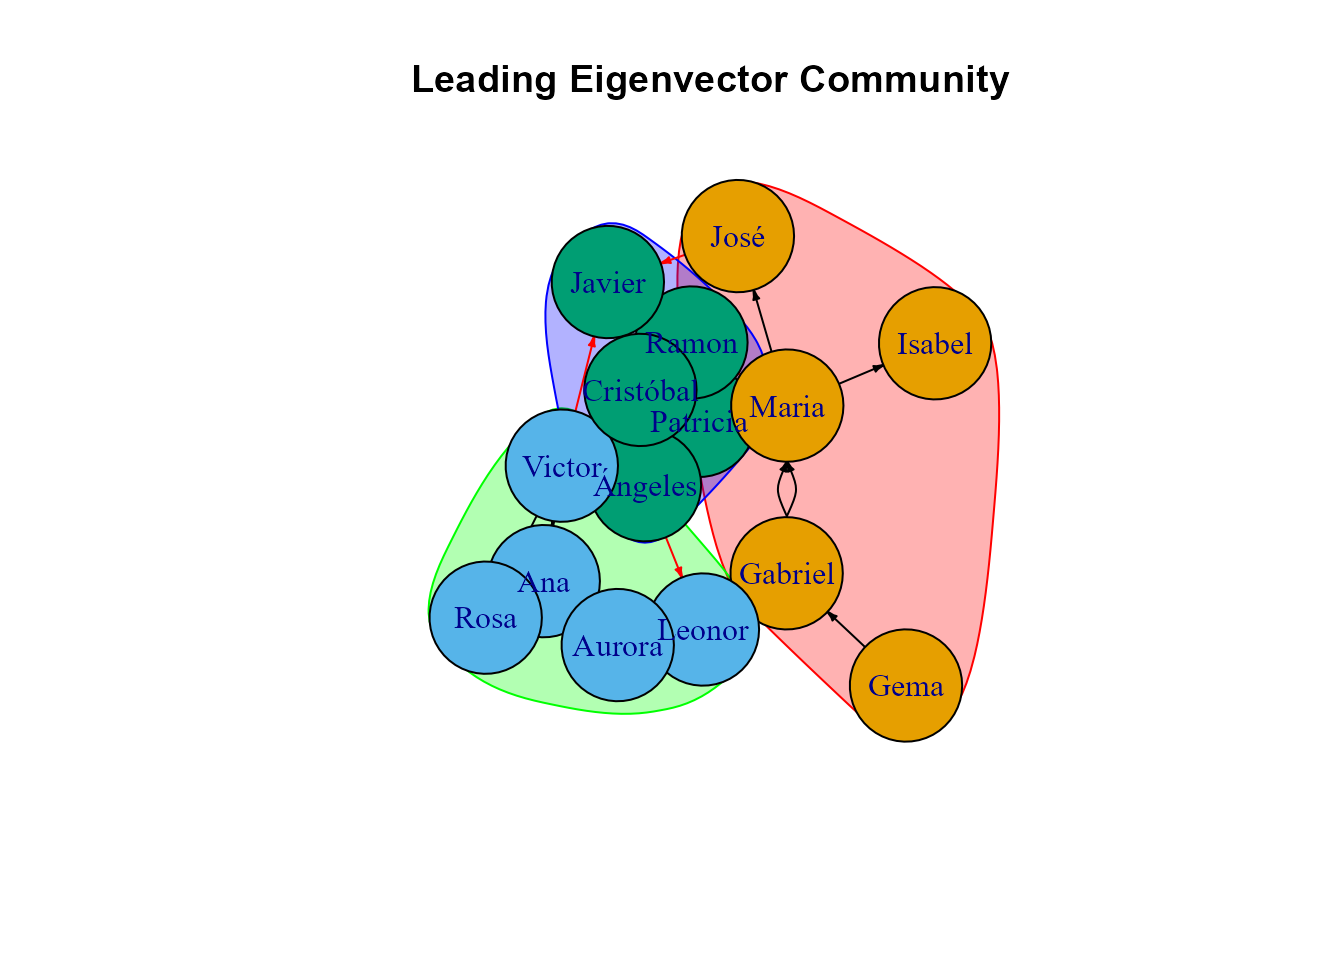 Leading Eigenvector Community
José
Javier
Ramon
Isabel
Cristóbal
Maria
Patricia
Victor
Ángeles
Gabriel
Ana
Rosa
Leonor
Aurora
Gema